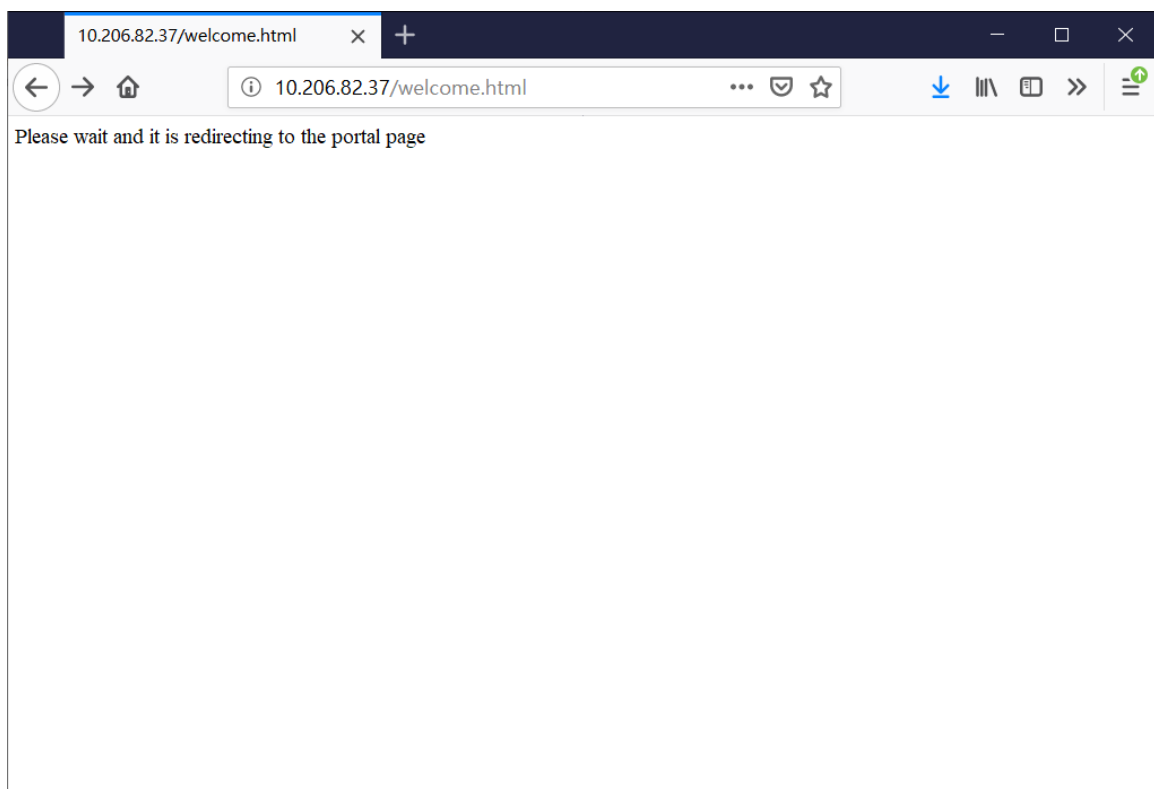 10.206.82.37/welcome.html
10.206.82.37/welcome.html
Please wait and it is redirecting to the portal page